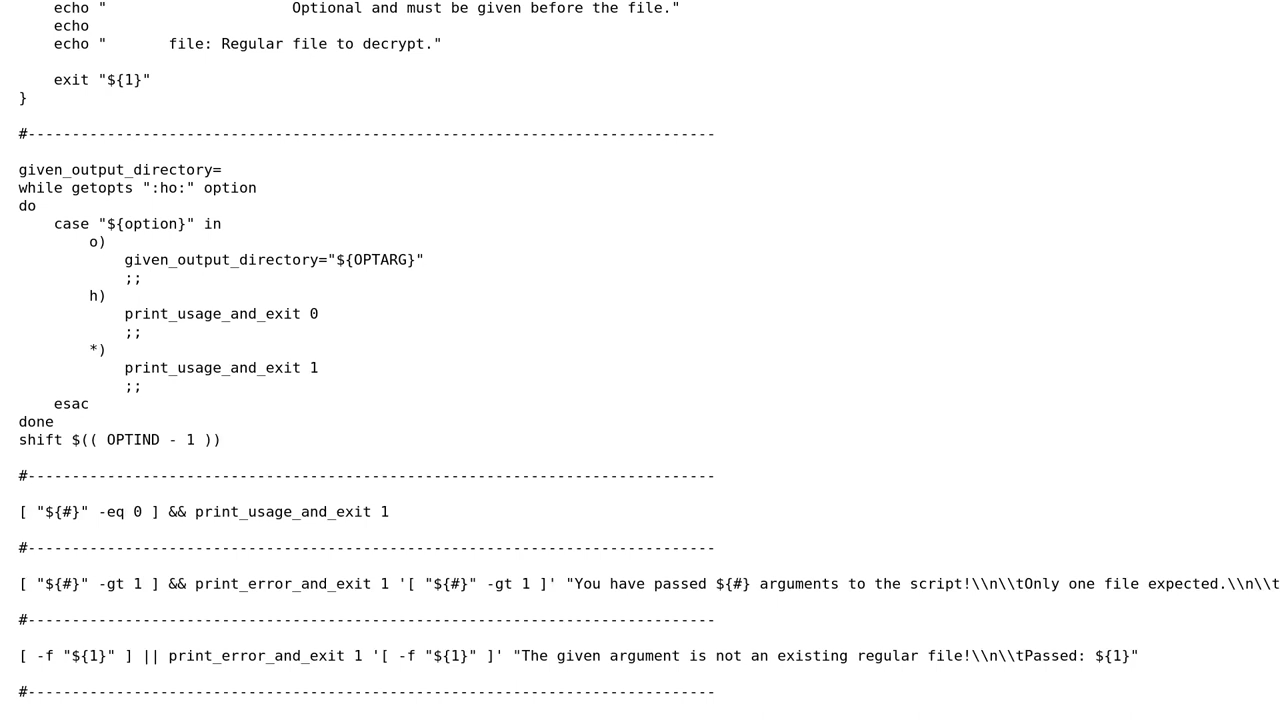 echo "                     Optional and must be given before the file."
    echo
    echo "       file: Regular file to decrypt."

    exit "${1}"
}

#------------------------------------------------------------------------------

given_output_directory=
while getopts ":ho:" option
do
    case "${option}" in
        o)
            given_output_directory="${OPTARG}"
            ;;
        h)
            print_usage_and_exit 0
            ;;
        *)
            print_usage_and_exit 1
            ;;
    esac
done
shift $(( OPTIND - 1 ))

#------------------------------------------------------------------------------

[ "${#}" -eq 0 ] && print_usage_and_exit 1

#------------------------------------------------------------------------------

[ "${#}" -gt 1 ] && print_error_and_exit 1 '[ "${#}" -gt 1 ]' "You have passed ${#} arguments to the script!\\n\\tOnly one file expected.\\n\\t

#------------------------------------------------------------------------------

[ -f "${1}" ] || print_error_and_exit 1 '[ -f "${1}" ]' "The given argument is not an existing regular file!\\n\\tPassed: ${1}"

#------------------------------------------------------------------------------